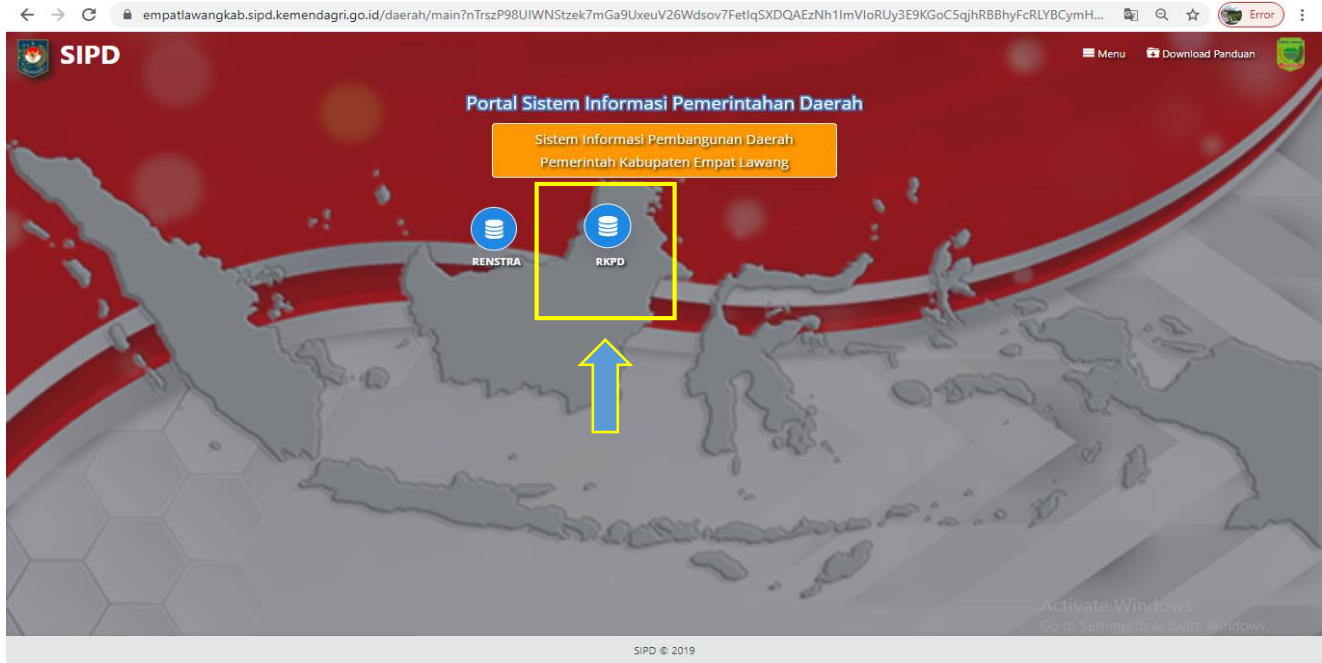 empatlawangkab.sipd.kemendagri.go.id/daerah/main?nTrszP98UIWNStzek7mGa9UxeuV26Wdsov7FetIqSXDQAEzNh1ImVIoRUy3E9KGoC5qjhRBBhyFcRLYBCymH...
Error
SIPD
Menu
Download Panduan
Portal Sistem Informasi Pemerintahan Daerah
Sistem Informasi Pembangunan Daerah
Pemerintah Kabupaten Empat Lawang
RENSTRA
RKPD
Activate Windows
Go to Settings to activate Windows.
SIPD © 2019